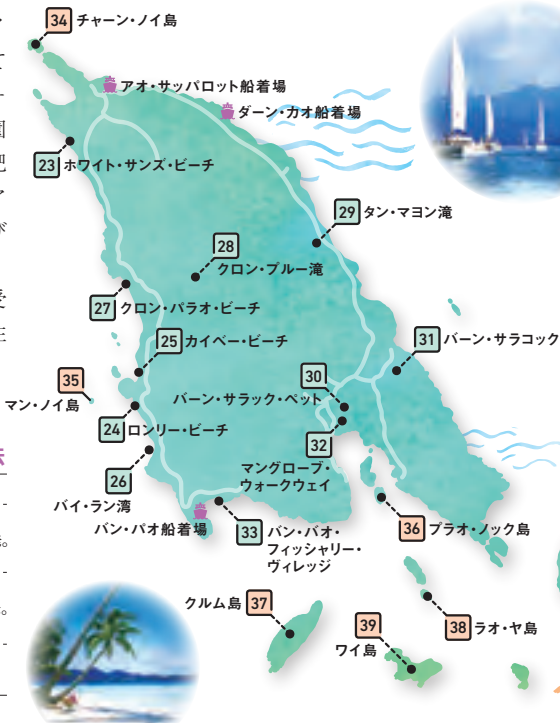 34 チャーン・ノイ島
アオ・サッパロット船着場
ダーン・カオ船着場
23 ホワイト・サンズ・ビーチ
29 タン・マヨン滝
28
クロン・プルー滝
27 クロン・パラオ・ビーチ
25 カイベー・ビーチ
31 バーン・サラコック
35
マン・ノイ島
30
バーン・サラック・ペット
24 ロンリー・ビーチ
32
マングローブ・
ウォークウェイ
26
バイ・ラン湾
バン・パオ船着場
33 バン・バオ・
フィッシャリー・
ヴィレッジ
36 プラオ・ノック島
クルム島 37
39
ワイ島
38 ラオ・ヤ島